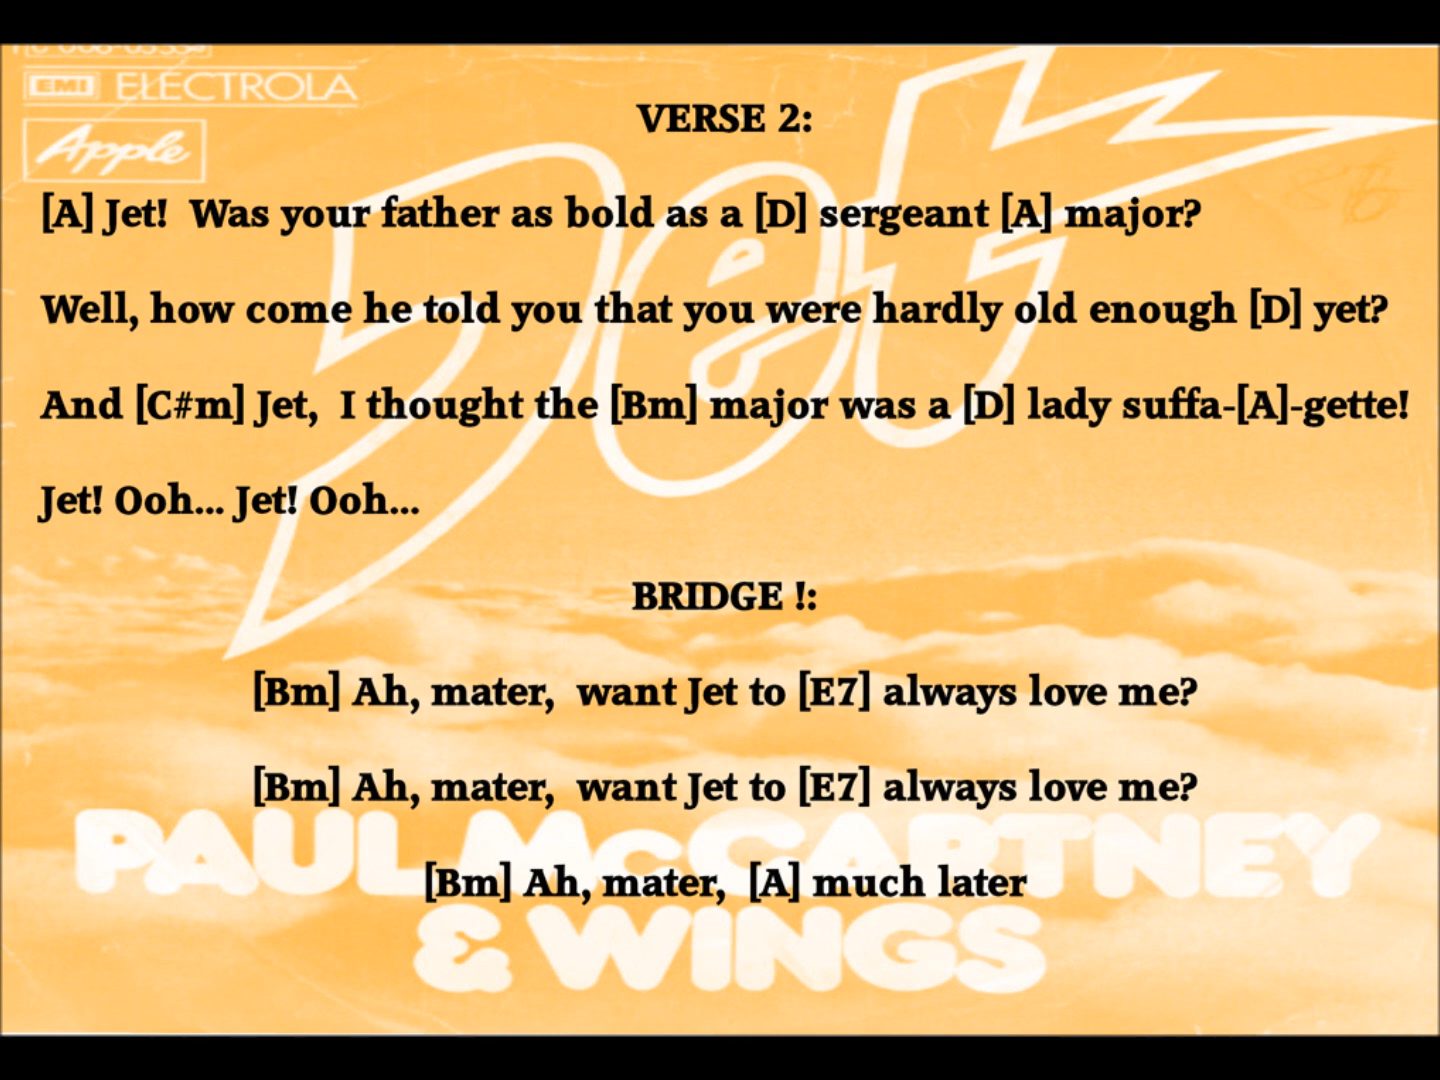 EMI ELECTROLA
Apple
Jet
VERSE 2:
[A] Jet!  Was your father as bold as a [D] sergeant [A] major?
Well, how come he told you that you were hardly old enough [D] yet?
And [C#m] Jet,  I thought the [Bm] major was a [D] lady suffa-[A]-gette!
Jet! Ooh... Jet! Ooh...
BRIDGE !:
[Bm] Ah, mater,  want Jet to [E7] always love me?
[Bm] Ah, mater,  want Jet to [E7] always love me?
[Bm] Ah, mater,  [A] much later
PAUL McCARTNEY
& WINGS